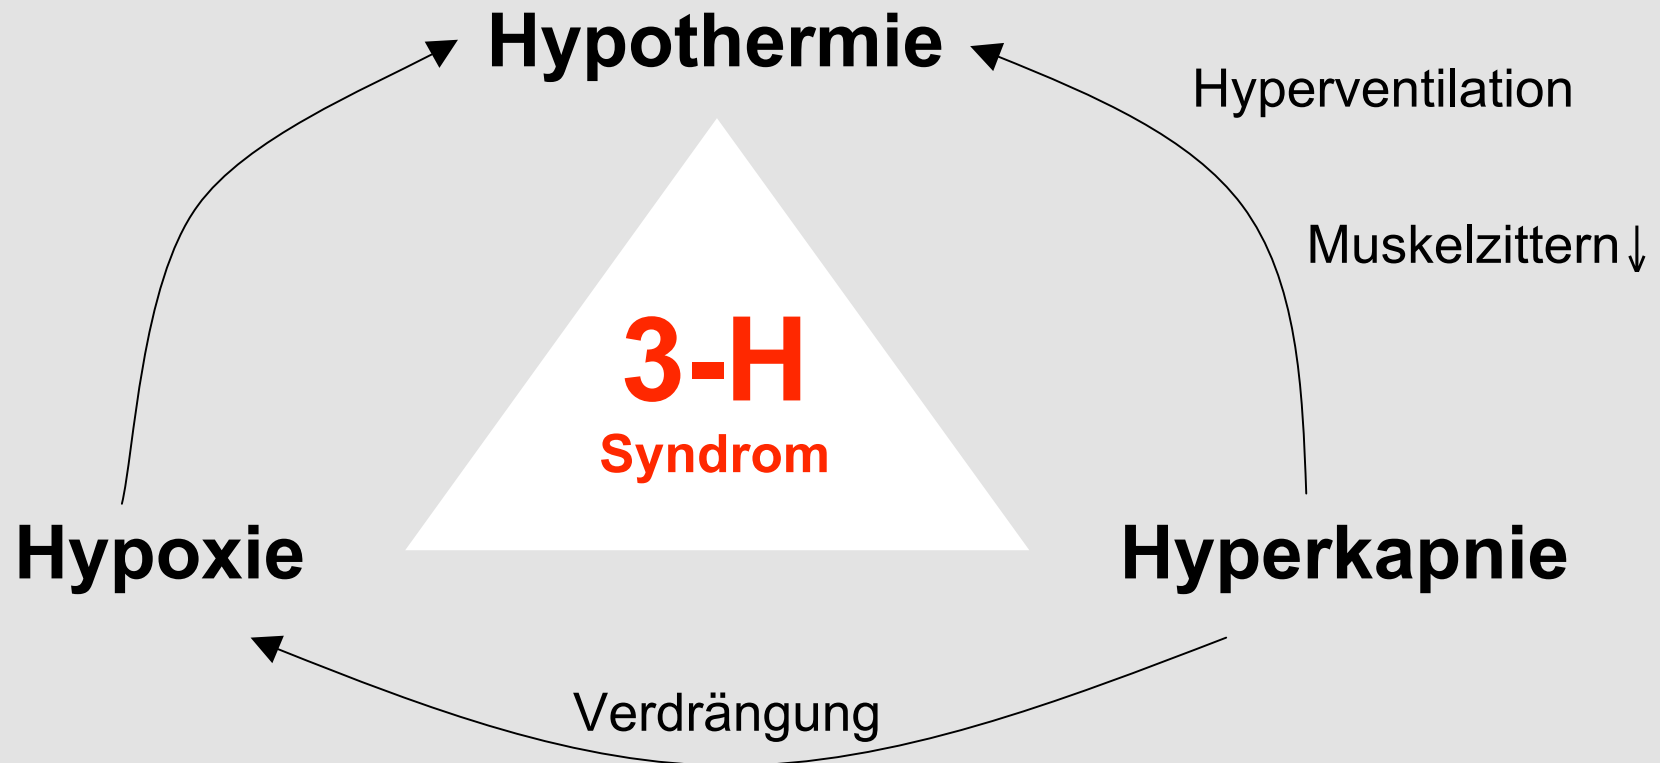 Hypothermie
Hyperventilation
Muskelzittern↓
3-H
Syndrom
Hypoxie
Hyperkapnie
Verdrängung